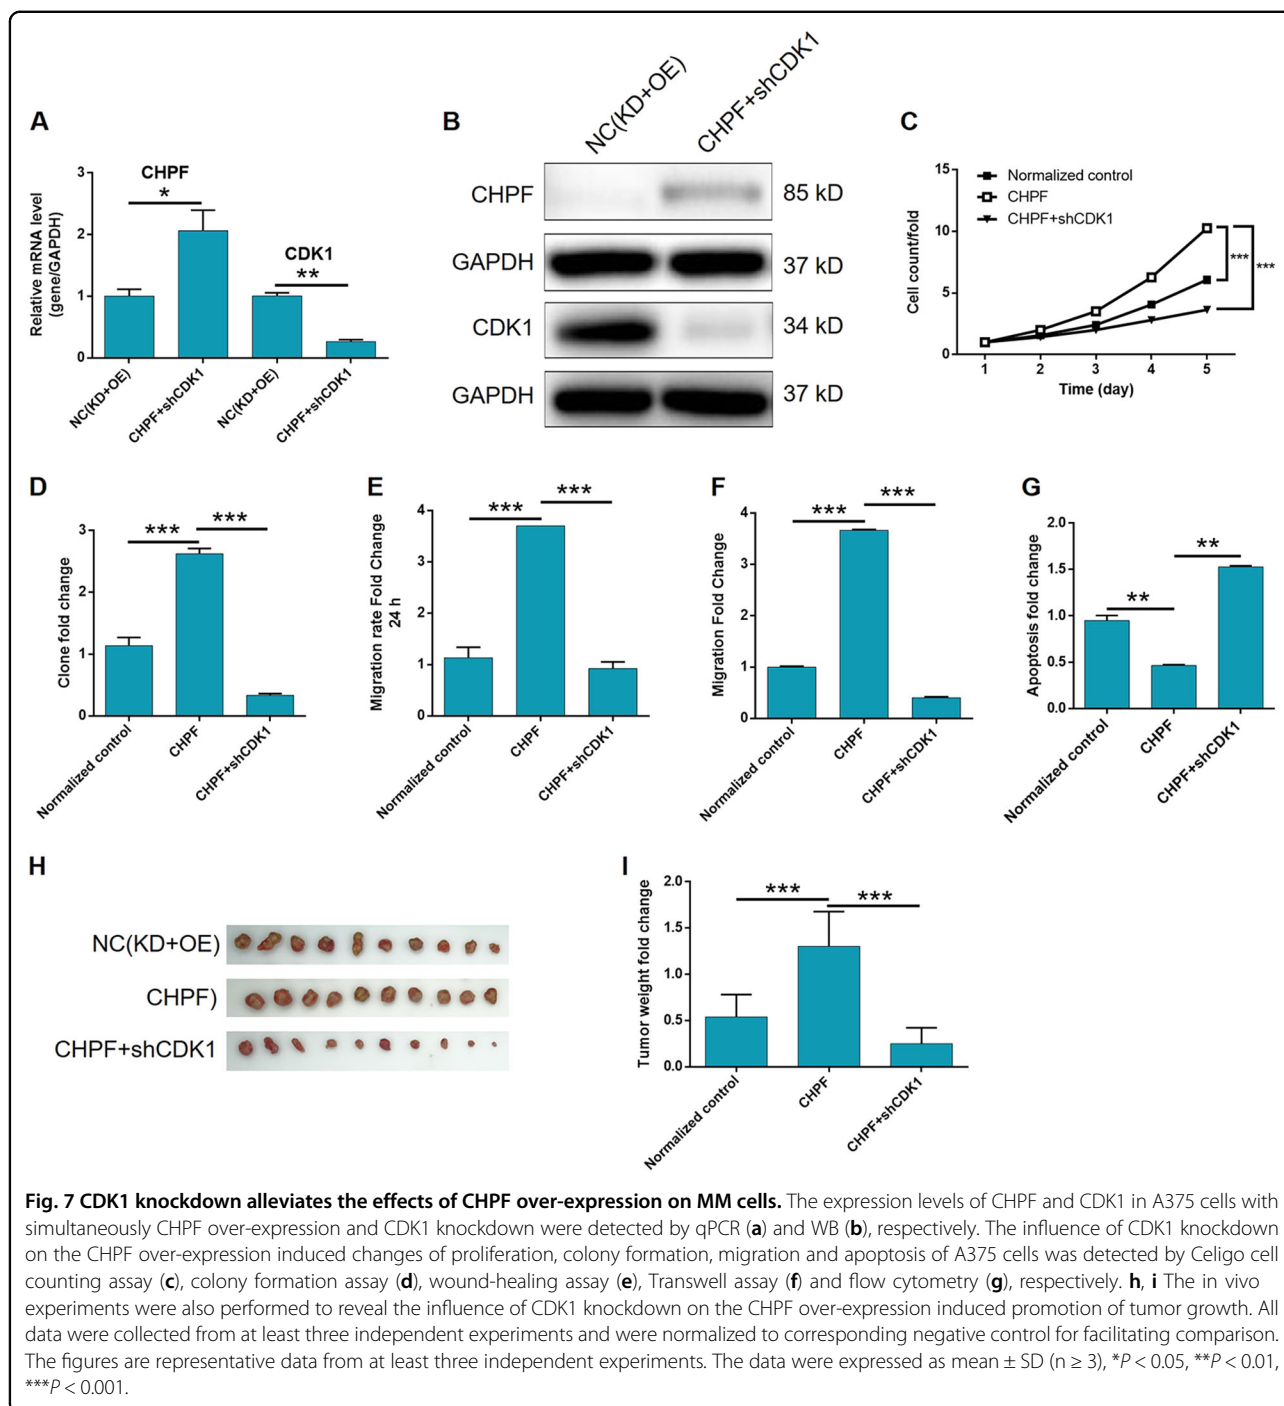 A
CHPF
*
CDK1
**
Relative mRNA level
(gene/GAPDH)
3
2
1
0
NC(KD+OE)
CHPF+shCDK1
NC(KD+OE)
CHPF+shCDK1
B
NC(KD+OE)
CHPF+shCDK1
CHPF
85 kD
GAPDH
37 kD
CDK1
34 kD
GAPDH
37 kD
C
Cell count/fold
15
10
5
0
Normalized control
CHPF
CHPF+shCDK1
***
***
1 2 3 4 5
Time (day)
D
Clone fold change
3
2
1
0
***
***
Normalized control
CHPF
CHPF+shCDK1
E
Migration rate Fold Change
24 h
4
3
2
1
0
***
***
Normalized control
CHPF
CHPF+shCDK1
F
Migration Fold Change
4
3
2
1
0
***
***
Normalized control
CHPF
CHPF+shCDK1
G
Apoptosis fold change
2.0
1.5
1.0
0.5
0.0
**
**
Normalized control
CHPF
CHPF+shCDK1
H
NC(KD+OE)
CHPF)
CHPF+shCDK1
I
Tumor weight fold change
2.0
1.5
1.0
0.5
0.0
***
***
Normalized control
CHPF
CHPF+shCDK1
Fig. 7 CDK1 knockdown alleviates the effects of CHPF over-expression on MM cells. The expression levels of CHPF and CDK1 in A375 cells with
simultaneously CHPF over-expression and CDK1 knockdown were detected by qPCR (a) and WB (b), respectively. The influence of CDK1 knockdown
on the CHPF over-expression induced changes of proliferation, colony formation, migration and apoptosis of A375 cells was detected by Celigo cell
counting assay (c), colony formation assay (d), wound-healing assay (e), Transwell assay (f) and flow cytometry (g), respectively. h, i The in vivo
experiments were also performed to reveal the influence of CDK1 knockdown on the CHPF over-expression induced promotion of tumor growth. All
data were collected from at least three independent experiments and were normalized to corresponding negative control for facilitating comparison.
The figures are representative data from at least three independent experiments. The data were expressed as mean ± SD (n ≥ 3), *P < 0.05, **P < 0.01,
***P < 0.001.